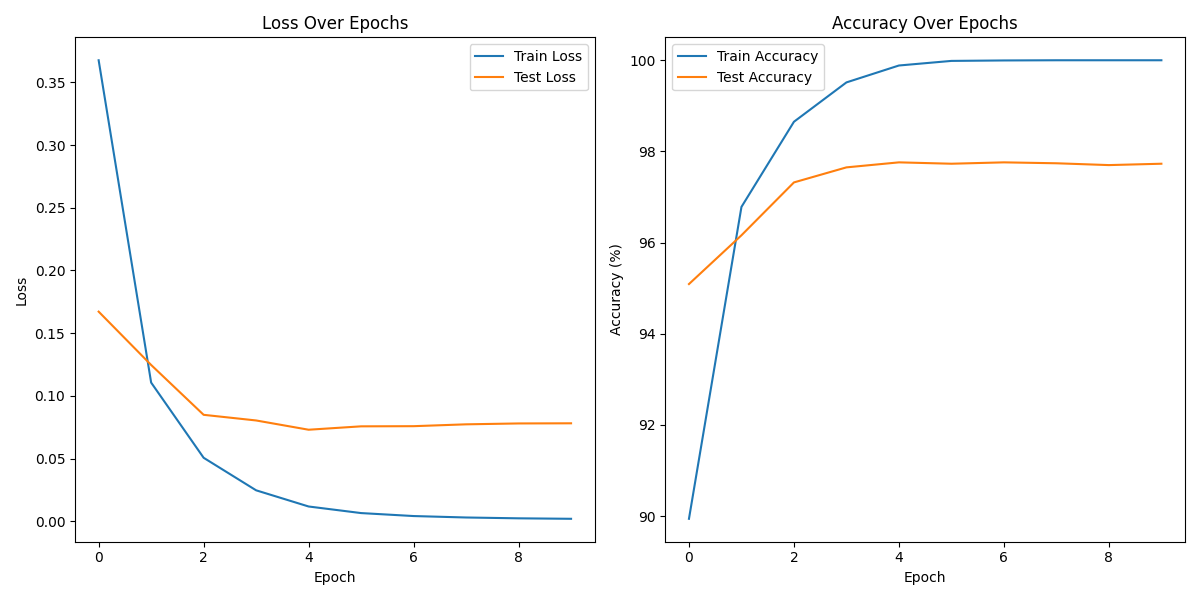 Loss Over Epochs
Train Loss
Test Loss
0.35
0.30
0.25
0.20
0.15
0.10
0.05
0.00
Loss
0 2 4 6 8
Epoch
Accuracy Over Epochs
Train Accuracy
Test Accuracy
100
98
96
94
92
90
Accuracy (%)
0 2 4 6 8
Epoch